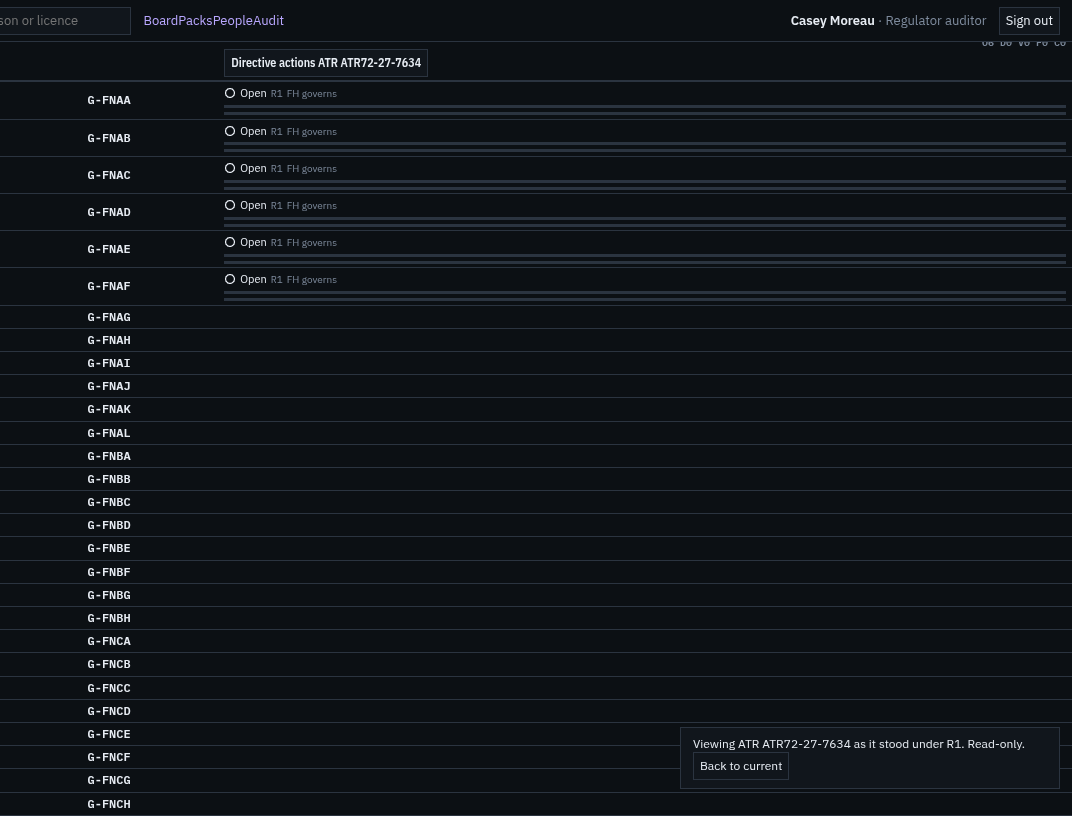 son or licence BoardPacksPeopleAudit Casey Moreau · Regulator auditor Sign out
Directive actions ATR ATR72-27-7634
G-FNAA Open R1 FH governs
G-FNAB Open R1 FH governs
G-FNAC Open R1 FH governs
G-FNAD Open R1 FH governs
G-FNAE Open R1 FH governs
G-FNAF Open R1 FH governs
G-FNAG
G-FNAH
G-FNAI
G-FNAJ
G-FNAK
G-FNAL
G-FNBA
G-FNBB
G-FNBC
G-FNBD
G-FNBE
G-FNBF
G-FNBG
G-FNBH
G-FNCA
G-FNCB
G-FNCC
G-FNCD
G-FNCE
G-FNCF
G-FNCG
G-FNCH
Viewing ATR ATR72-27-7634 as it stood under R1. Read-only.
Back to current